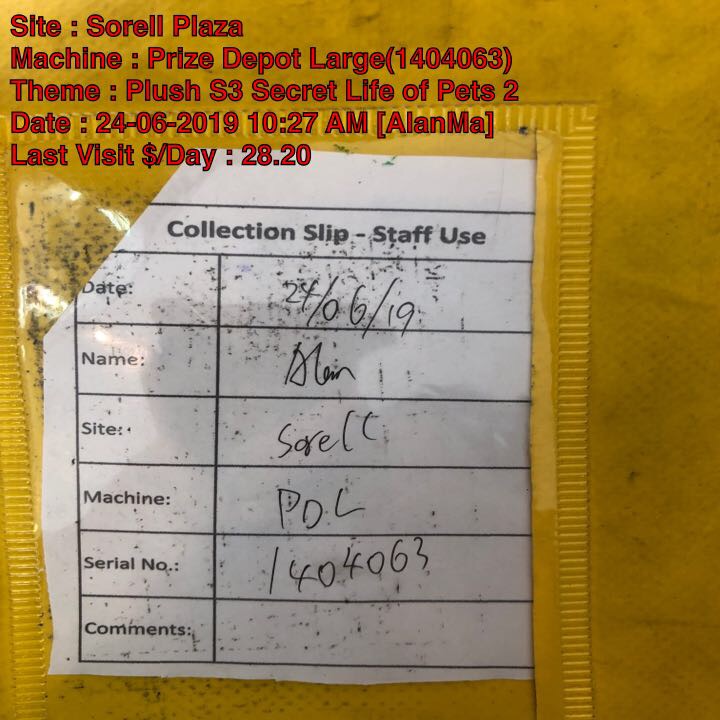 Site : Sorell Plaza
Machine : Prize Depot Large(1404063)
Theme : Plush S3 Secret Life of Pets 2
Date : 24-06-2019 10:27 AM [AlanMa]
Last Visit $/Day : 28.20
Collection Slip - Staff Use
Date: 24/06/19
Name: Alan
Site: Sorell
Machine: PDL
Serial No.: 1404063
Comments: